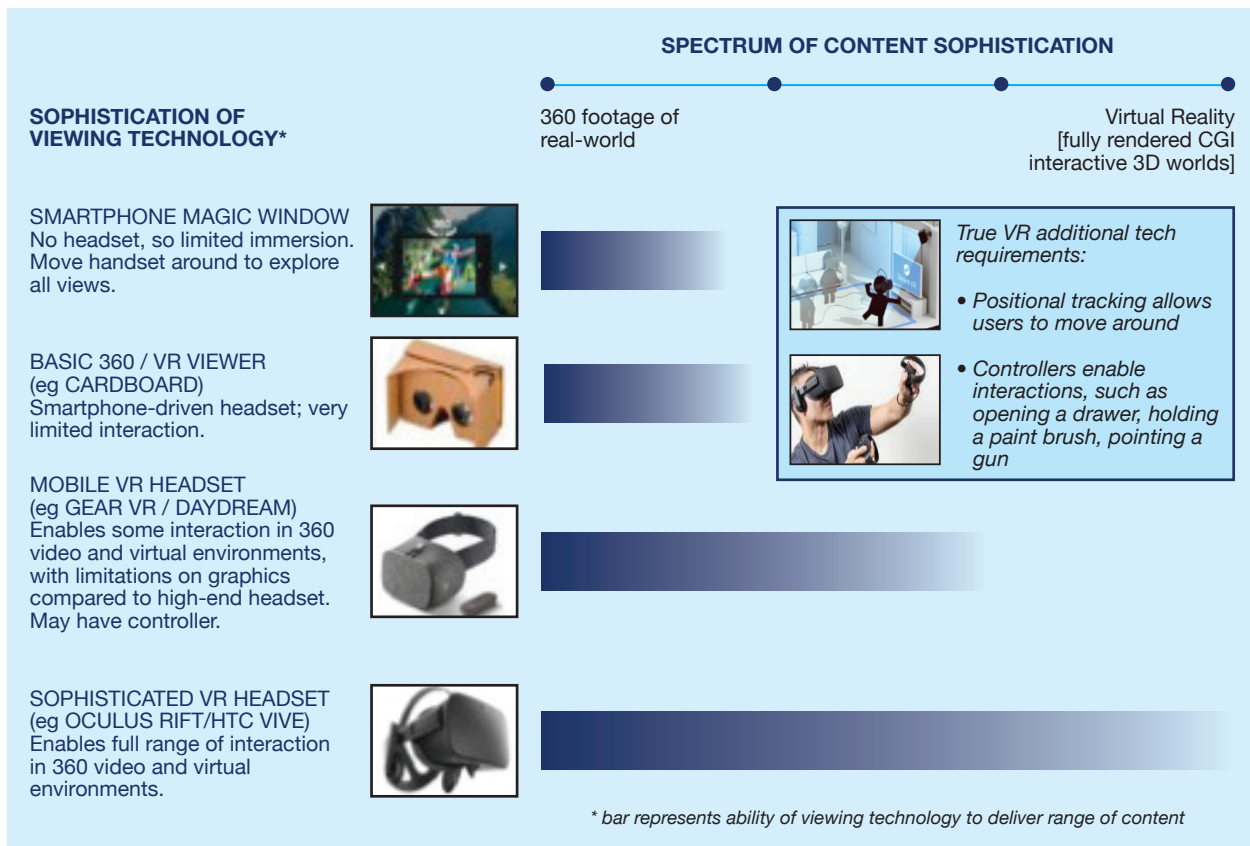 SPECTRUM OF CONTENT SOPHISTICATION
SOPHISTICATION OF
VIEWING TECHNOLOGY*
360 footage of
real-world
Virtual Reality
[fully rendered CGI
interactive 3D worlds]
SMARTPHONE MAGIC WINDOW
No headset, so limited immersion.
Move handset around to explore
all views.
True VR additional tech
requirements:
• Positional tracking allows
users to move around
• Controllers enable
interactions, such as
opening a drawer, holding
a paint brush, pointing a
gun
BASIC 360 / VR VIEWER
(eg CARDBOARD)
Smartphone-driven headset; very
limited interaction.
MOBILE VR HEADSET
(eg GEAR VR / DAYDREAM)
Enables some interaction in 360
video and virtual environments,
with limitations on graphics
compared to high-end headset.
May have controller.
SOPHISTICATED VR HEADSET
(eg OCULUS RIFT/HTC VIVE)
Enables full range of interaction
in 360 video and virtual
environments.
* bar represents ability of viewing technology to deliver range of content